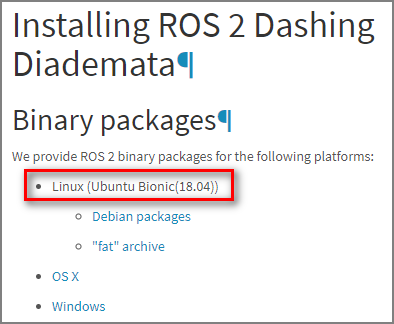 Installing ROS 2 Dashing
Diademata¶
Binary packages¶
We provide ROS 2 binary packages for the following platforms:
Linux (Ubuntu Bionic(18.04))
Debian packages
"fat" archive
OS X
Windows